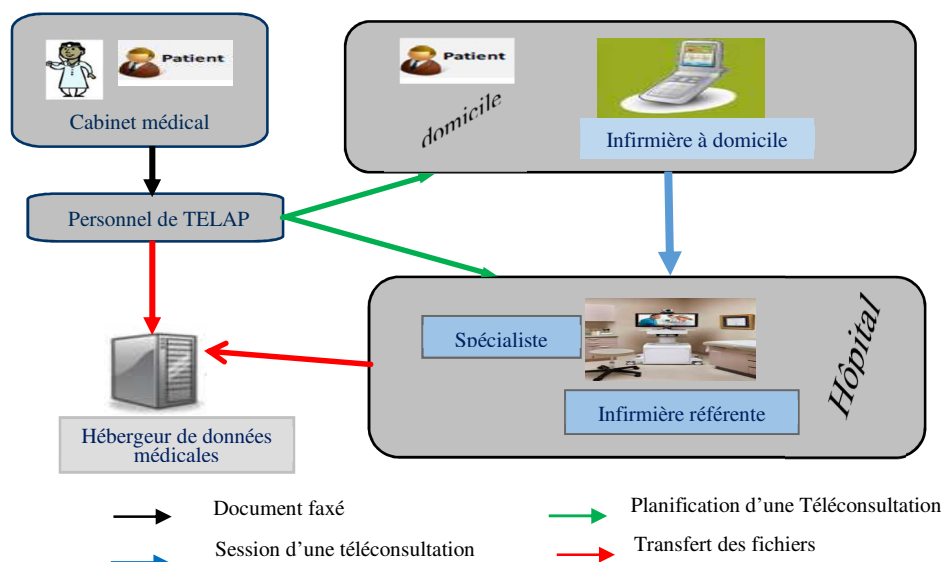 Patient
Cabinet médical
Patient
domicile
Infirmière à domicile
Personnel de TELAP
Spécialiste
Hôpital
Infirmière référente
Hébergeur de données
médicales
Document faxé
Planification d’une Téléconsultation
Session d’une téléconsultation
Transfert des fichiers